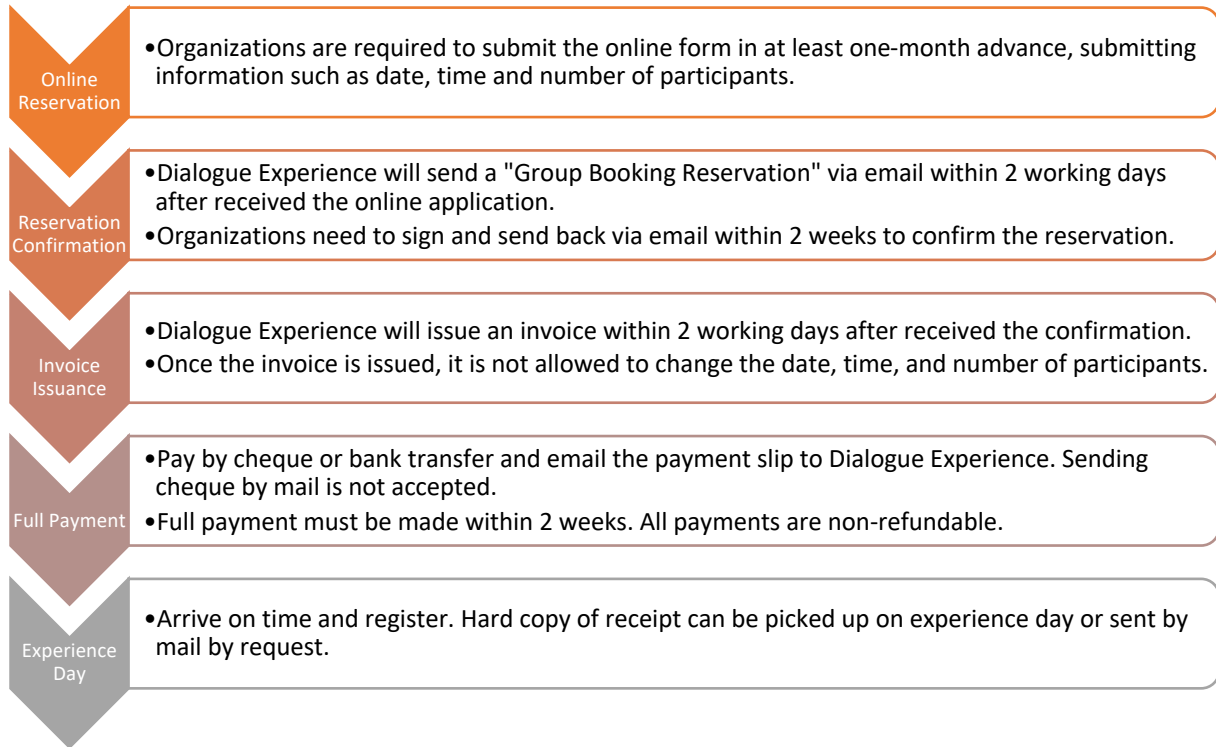 Online
Reservation
•Organizations are required to submit the online form in at least one-month advance, submitting
information such as date, time and number of participants.
Reservation
Confirmation
•Dialogue Experience will send a "Group Booking Reservation" via email within 2 working days
after received the online application.
•Organizations need to sign and send back via email within 2 weeks to confirm the reservation.
Invoice
Issuance
•Dialogue Experience will issue an invoice within 2 working days after received the confirmation.
•Once the invoice is issued, it is not allowed to change the date, time, and number of participants.
Full Payment
•Pay by cheque or bank transfer and email the payment slip to Dialogue Experience. Sending
cheque by mail is not accepted.
•Full payment must be made within 2 weeks. All payments are non-refundable.
Experience
Day
•Arrive on time and register. Hard copy of receipt can be picked up on experience day or sent by
mail by request.